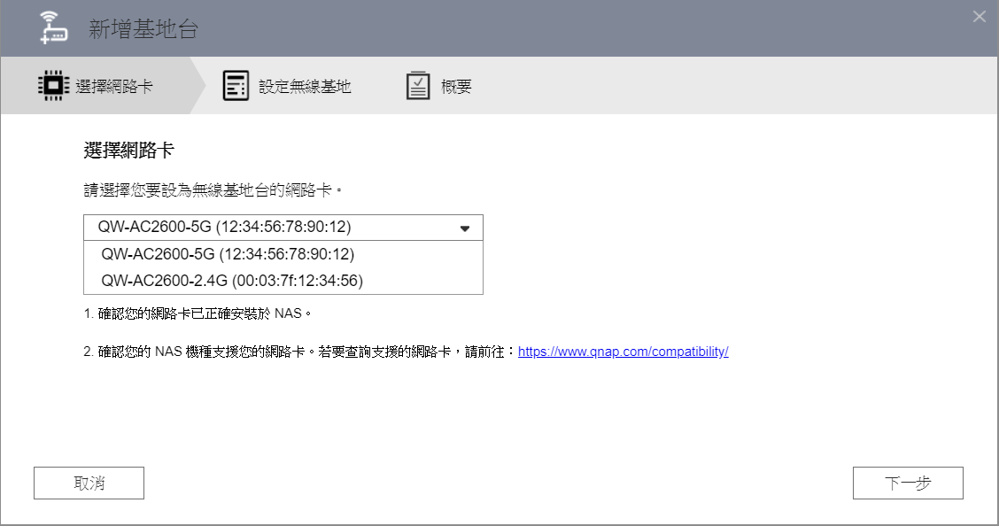 新增基地台
選擇網路卡
設定無線基地
概要
選擇網路卡
請選擇您要設為無線基地台的網路卡。
QW-AC2600-5G (12:34:56:78:90:12)
QW-AC2600-5G (12:34:56:78:90:12)
QW-AC2600-2.4G (00:03:7f:12:34:56)
1. 確認您的網路卡已正確安裝於 NAS。
2. 確認您的 NAS 機種支援您的網路卡。若要查詢支援的網路卡，請前往：https://www.qnap.com/compatibility/
取消
下一步